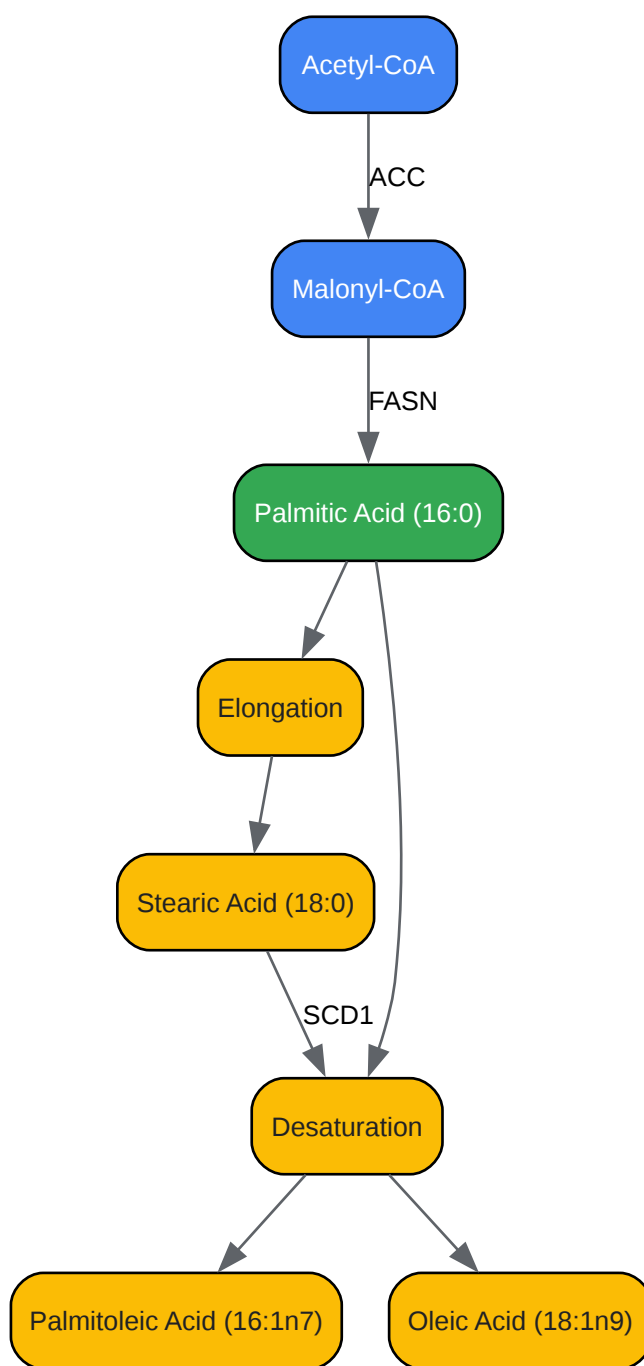 Acetyl-CoA
ACC
Malonyl-CoA
FASN
Palmitic Acid (16:0)
Elongation
Stearic Acid (18:0)
SCD1
Desaturation
Palmitoleic Acid (16:1n7)
Oleic Acid (18:1n9)